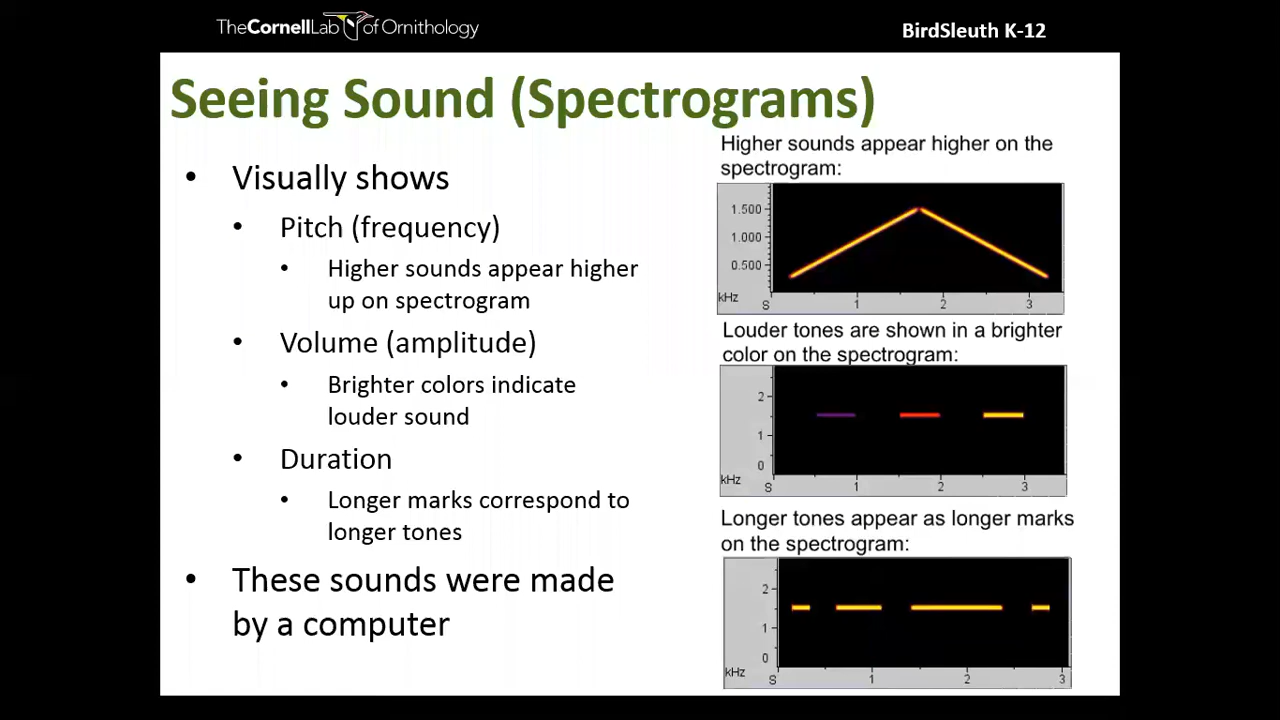 TheCornellLab of Ornithology
BirdSleuth K-12
Seeing Sound (Spectrograms)
• Visually shows
• Pitch (frequency)
• Higher sounds appear higher
up on spectrogram
• Volume (amplitude)
• Brighter colors indicate
louder sound
• Duration
• Longer marks correspond to
longer tones
• These sounds were made
by a computer
Higher sounds appear higher on the
spectrogram:
1.500
1.000
0.500
kHz
S 1 2 3
Louder tones are shown in a brighter
color on the spectrogram:
2
1
0
kHz
S 1 2 3
Longer tones appear as longer marks
on the spectrogram:
2
1
0
kHz
S 1 2 3